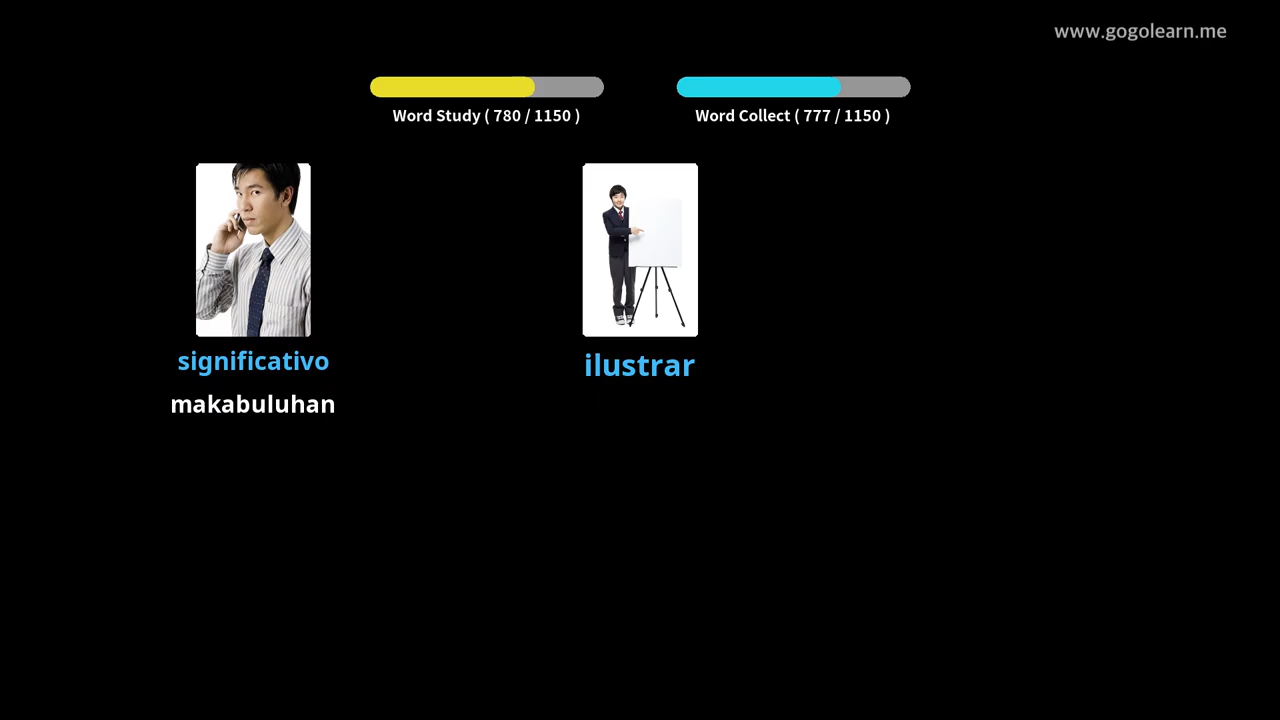 www.gogolearn.me
Word Study ( 780 / 1150 )
Word Collect ( 777 / 1150 )
significativo
makabuluhan
ilustrar